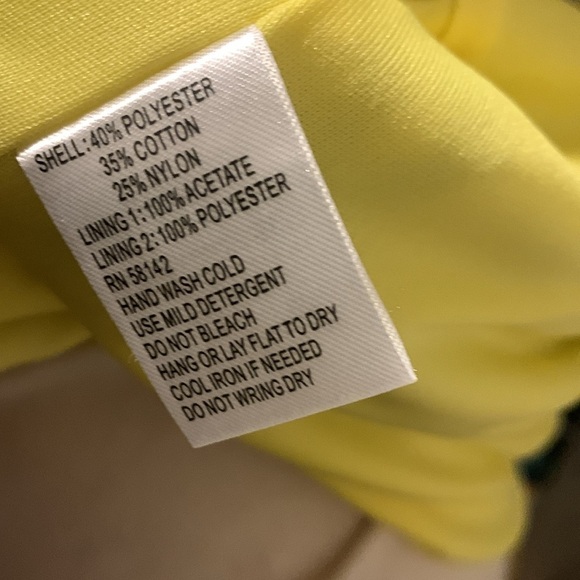 SHELL: 40% POLYESTER
35% COTTON
25% NYLON
LINING 1: 100% ACETATE
LINING 2: 100% POLYESTER
RN 58142
HAND WASH COLD
USE MILD DETERGENT
DO NOT BLEACH
HANG OR LAY FLAT TO DRY
COOL IRON IF NEEDED
DO NOT WRING DRY